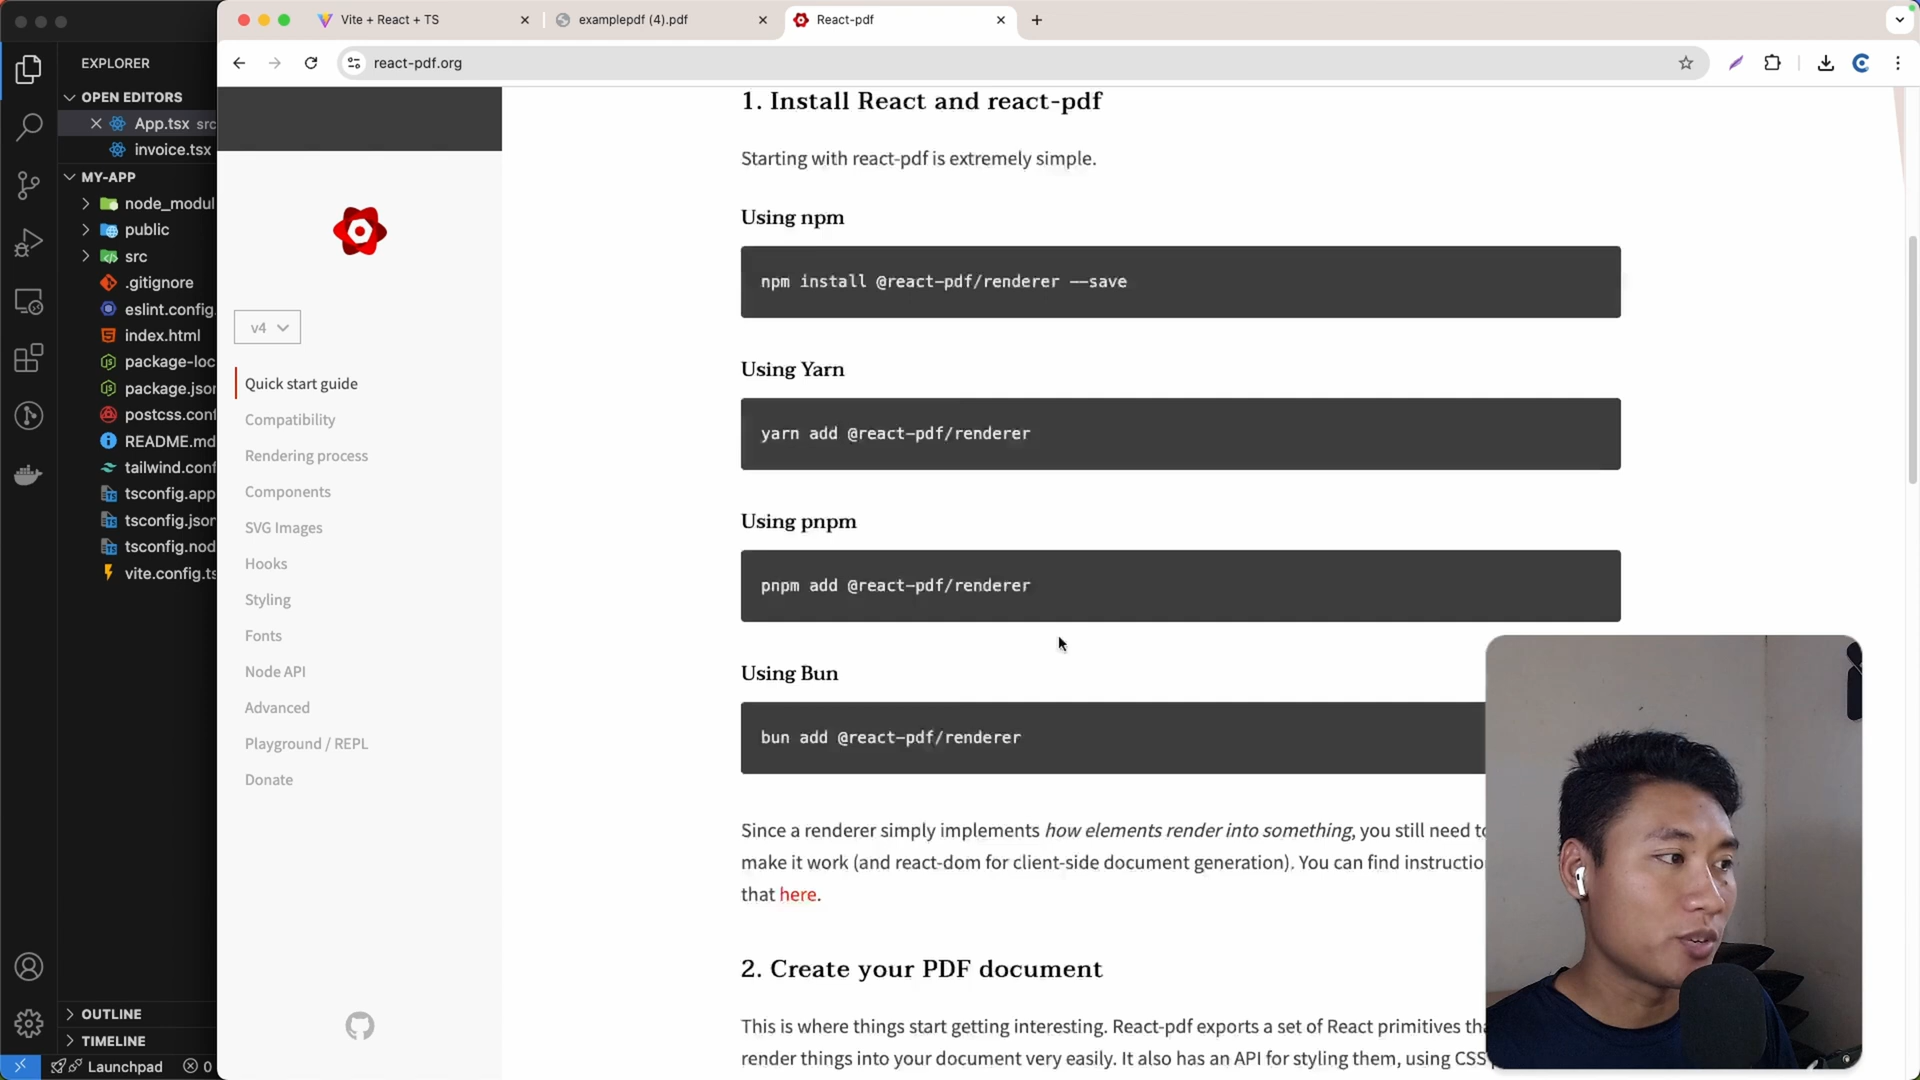 Vite + React + TS
examplepdf (4).pdf
React-pdf
react-pdf.org
EXPLORER
OPEN EDITORS
App.tsx src
invoice.tsx
MY-APP
node_modul
public
src
.gitignore
eslint.config.
index.html
package-loc
package.jsor
postcss.conf
README.md
tailwind.conf
tsconfig.app
tsconfig.jsor
tsconfig.nod
vite.config.ts
OUTLINE
TIMELINE
Launchpad
0
v4
Quick start guide
Compatibility
Rendering process
Components
SVG Images
Hooks
Styling
Fonts
Node API
Advanced
Playground / REPL
Donate
1. Install React and react-pdf
Starting with react-pdf is extremely simple.
Using npm
npm install @react-pdf/renderer --save
Using Yarn
yarn add @react-pdf/renderer
Using pnpm
pnpm add @react-pdf/renderer
Using Bun
bun add @react-pdf/renderer
Since a renderer simply implements how elements render into something, you still need to
make it work (and react-dom for client-side document generation). You can find instructio
that here.
2. Create your PDF document
This is where things start getting interesting. React-pdf exports a set of React primitives tha
render things into your document very easily. It also has an API for styling them, using CSS